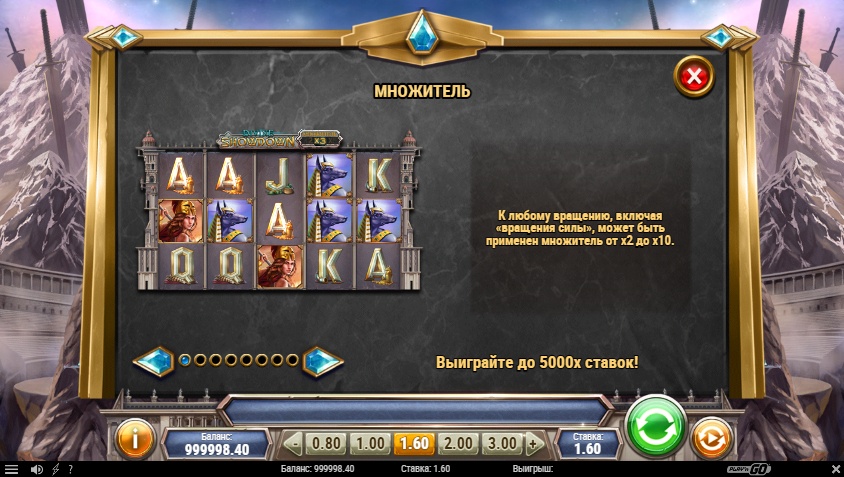 МНОЖИТЕЛЬ
SHOWDOWN
x3
A A J K
A
Q Q K A
К любому вращению, включая
«вращения силы», может быть
применен множитель от x2 до x10.
Выиграйте до 5000x ставок!
i
Баланс:
999998.40
- 0.80 1.00 1.60 2.00 3.00 +
Ставка:
1.60
? Баланс: 999998.40 Ставка: 1.60 Выигрыш: PLAY'N GO